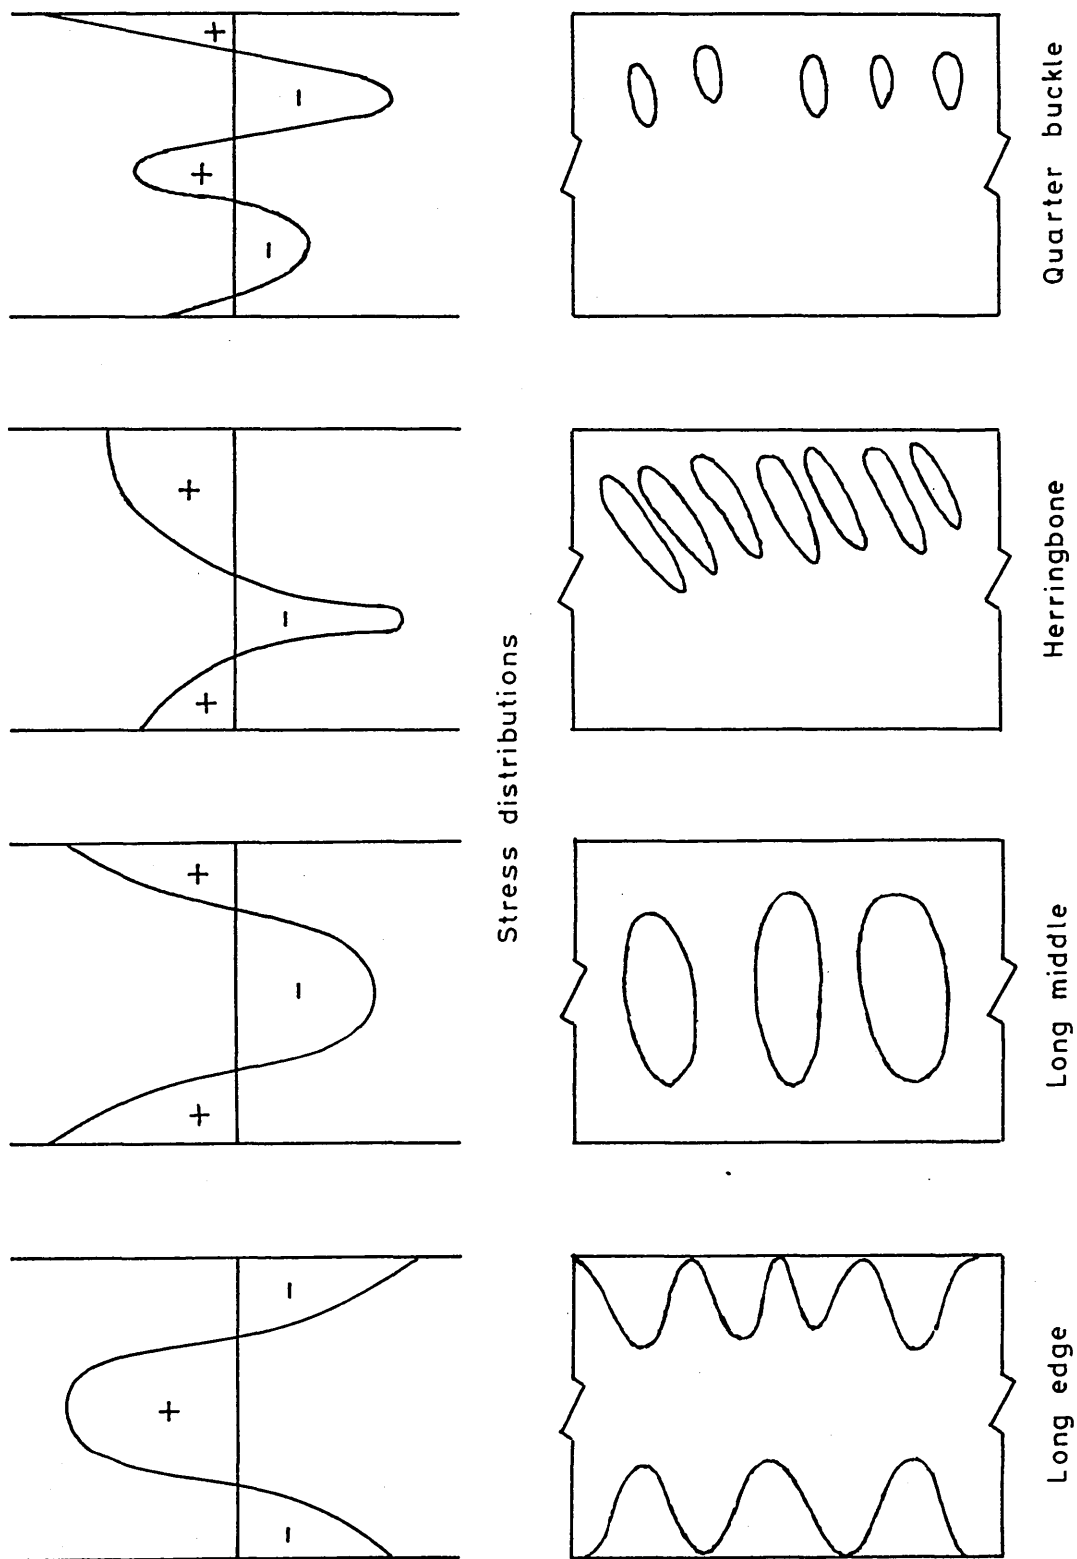 − + −
+ − +
+ − +
− + − +
Stress distributions
Long edge
Long middle
Herringbone
Quarter buckle